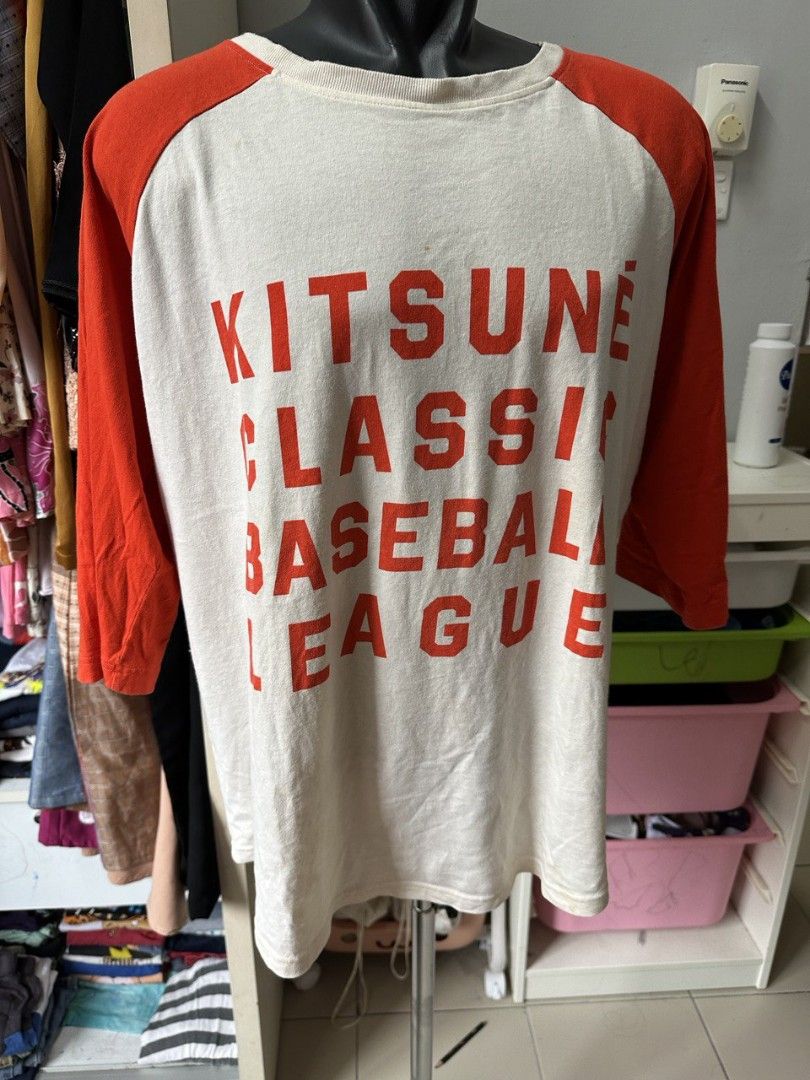 Panasonic
KITSUNÉ
CLASSIC
BASEBALL
LEAGUE